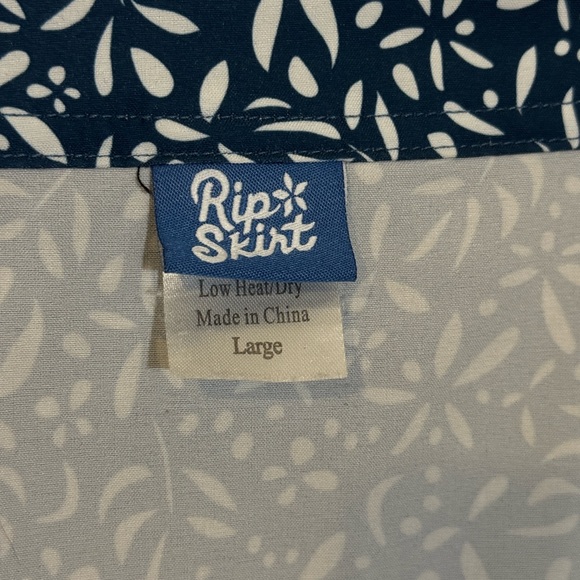 Rip
Skirt
Low Heat/Dry
Made in China
Large